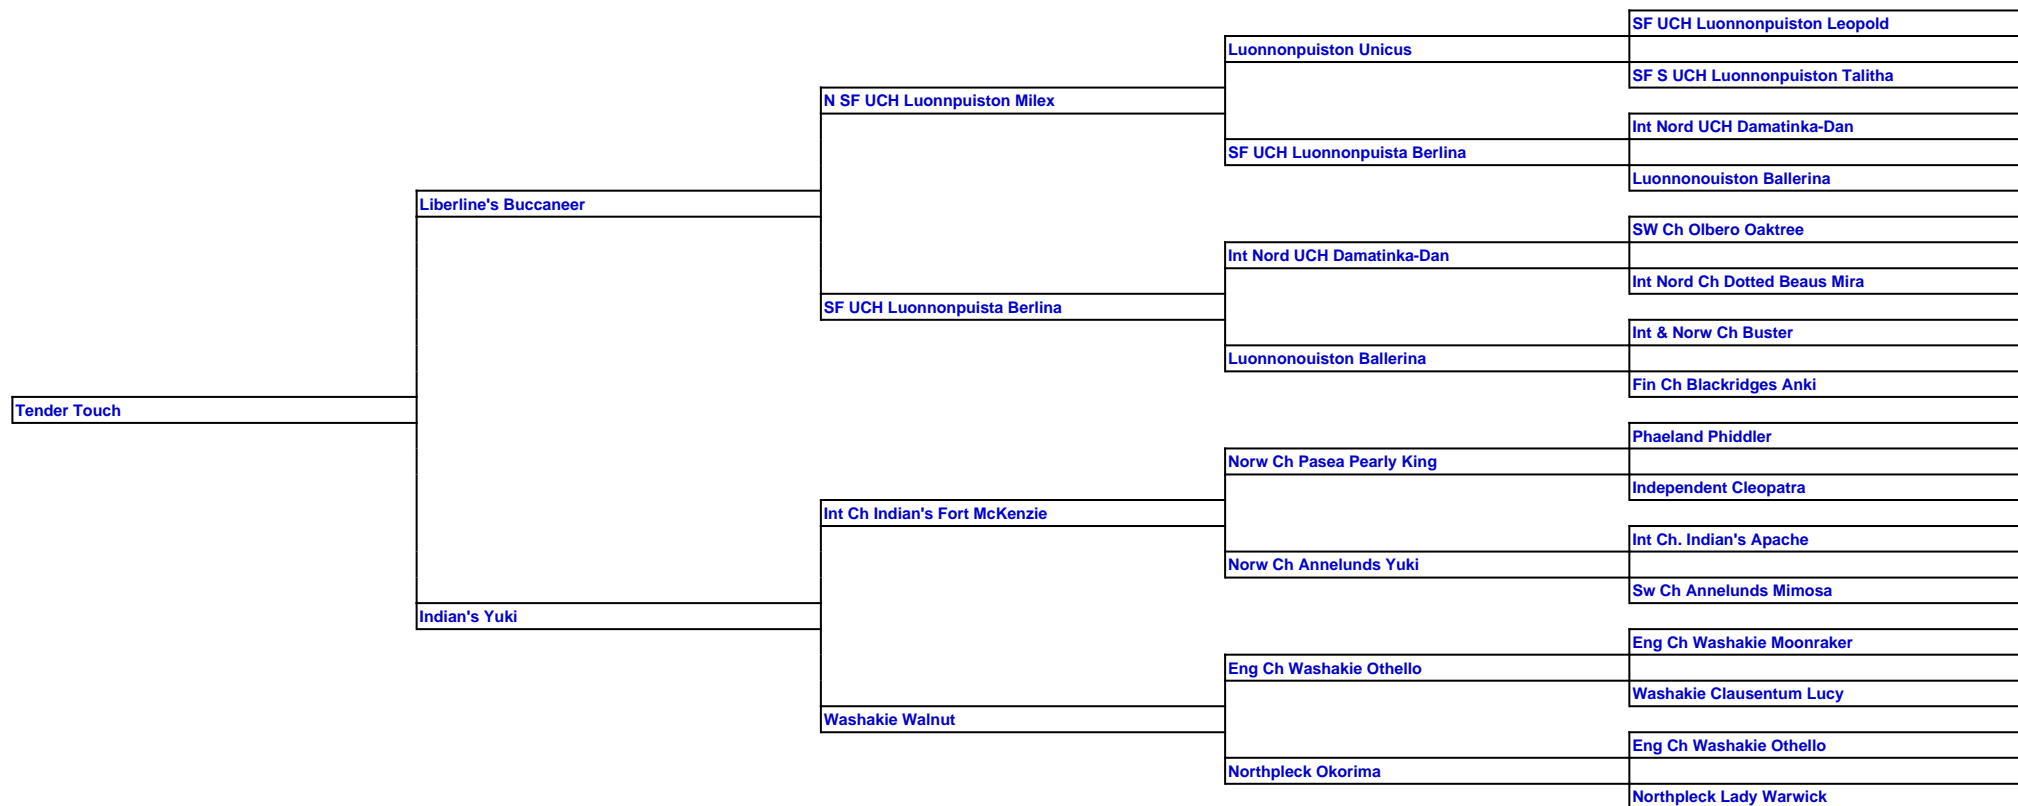 SF UCH Luonnonpuiston Leopold
Luonnonpuiston Unicus
SF S UCH Luonnonpuiston Talitha
N SF UCH Luonnpuiston Milex
Int Nord UCH Damatinka-Dan
SF UCH Luonnonpuista Berlina
Luonnonouiston Ballerina
Liberline's Buccaneer
SW Ch Olbero Oaktree
Int Nord UCH Damatinka-Dan
Int Nord Ch Dotted Beaus Mira
SF UCH Luonnonpuista Berlina
Int & Norw Ch Buster
Luonnonouiston Ballerina
Fin Ch Blackridges Anki
Tender Touch
Phaeland Phiddler
Norw Ch Pasea Pearly King
Independent Cleopatra
Int Ch Indian's Fort McKenzie
Int Ch. Indian's Apache
Norw Ch Annelunds Yuki
Sw Ch Annelunds Mimosa
Indian's Yuki
Eng Ch Washakie Moonraker
Eng Ch Washakie Othello
Washakie Clausentum Lucy
Washakie Walnut
Eng Ch Washakie Othello
Northpleck Okorima
Northpleck Lady Warwick